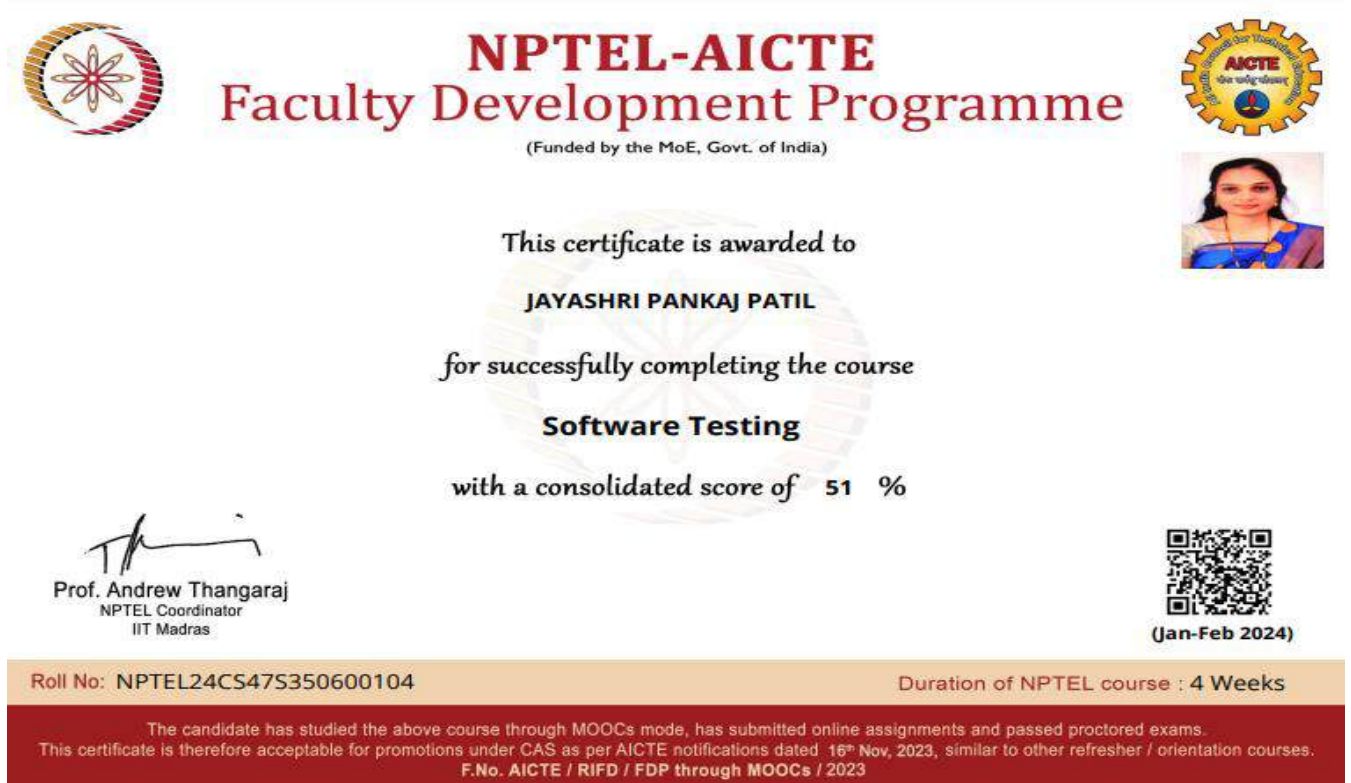 NPTEL-AICTE
Faculty Development Programme
(Funded by the MoE, Govt. of India)
AICTE
This certificate is awarded to
JAYASHRI PANKAJ PATIL
for successfully completing the course
Software Testing
with a consolidated score of 51 %
Prof. Andrew Thangaraj
NPTEL Coordinator
IIT Madras
(Jan-Feb 2024)
Roll No: NPTEL24CS47S350600104
Duration of NPTEL course : 4 Weeks
The candidate has studied the above course through MOOCs mode, has submitted online assignments and passed proctored exams.
This certificate is therefore acceptable for promotions under CAS as per AICTE notifications dated 16th Nov, 2023, similar to other refresher / orientation courses.
F.No. AICTE / RIFD / FDP through MOOCs / 2023